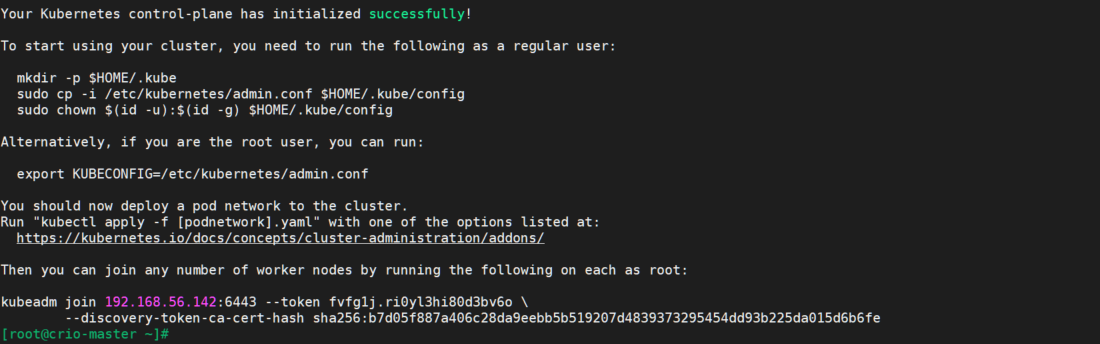 Your Kubernetes control-plane has initialized successfully!
To start using your cluster, you need to run the following as a regular user:
mkdir -p $HOME/.kube
sudo cp -i /etc/kubernetes/admin.conf $HOME/.kube/config
sudo chown $(id -u):$(id -g) $HOME/.kube/config
Alternatively, if you are the root user, you can run:
export KUBECONFIG=/etc/kubernetes/admin.conf
You should now deploy a pod network to the cluster.
Run "kubectl apply -f [podnetwork].yaml" with one of the options listed at:
https://kubernetes.io/docs/concepts/cluster-administration/addons/
Then you can join any number of worker nodes by running the following on each as root:
kubeadm join 192.168.56.142:6443 --token fvfg1j.ri0yl3hi80d3bv6o \
--discovery-token-ca-cert-hash sha256:b7d05f887a406c28da9eebb5b519207d4839373295454dd93b225da015d6b6fe
[root@crio-master ~]#